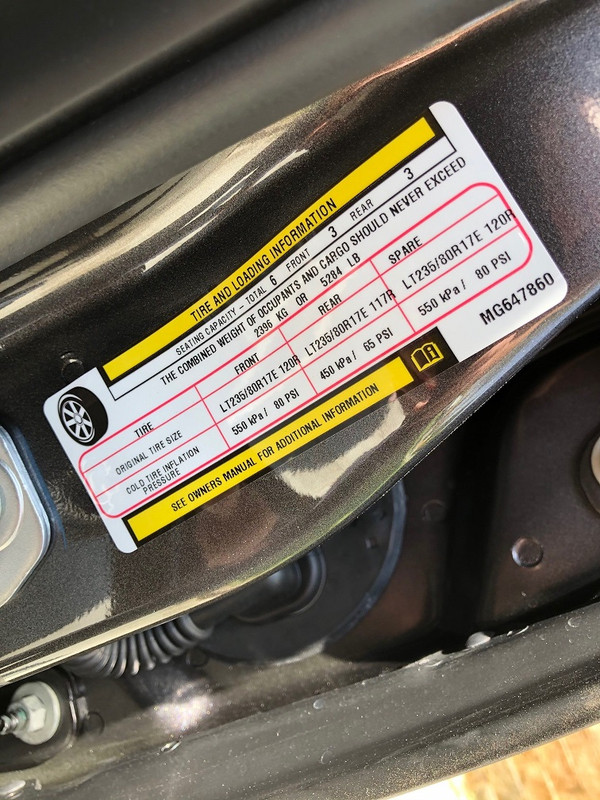 TIRE AND LOADING INFORMATION
SEATING CAPACITY - TOTAL 6 FRONT 3 REAR 3
THE COMBINED WEIGHT OF OCCUPANTS AND CARGO SHOULD NEVER EXCEED
2396 KG OR 5284 LB
TIRE FRONT REAR SPARE
ORIGINAL TIRE SIZE LT235/80R17E 120R LT235/80R17E 117R LT235/80R17E 120R
COLD TIRE INFLATION PRESSURE 550 kPa / 80 PSI 450 kPa / 65 PSI 550 kPa / 80 PSI
SEE OWNERS MANUAL FOR ADDITIONAL INFORMATION
MG647860